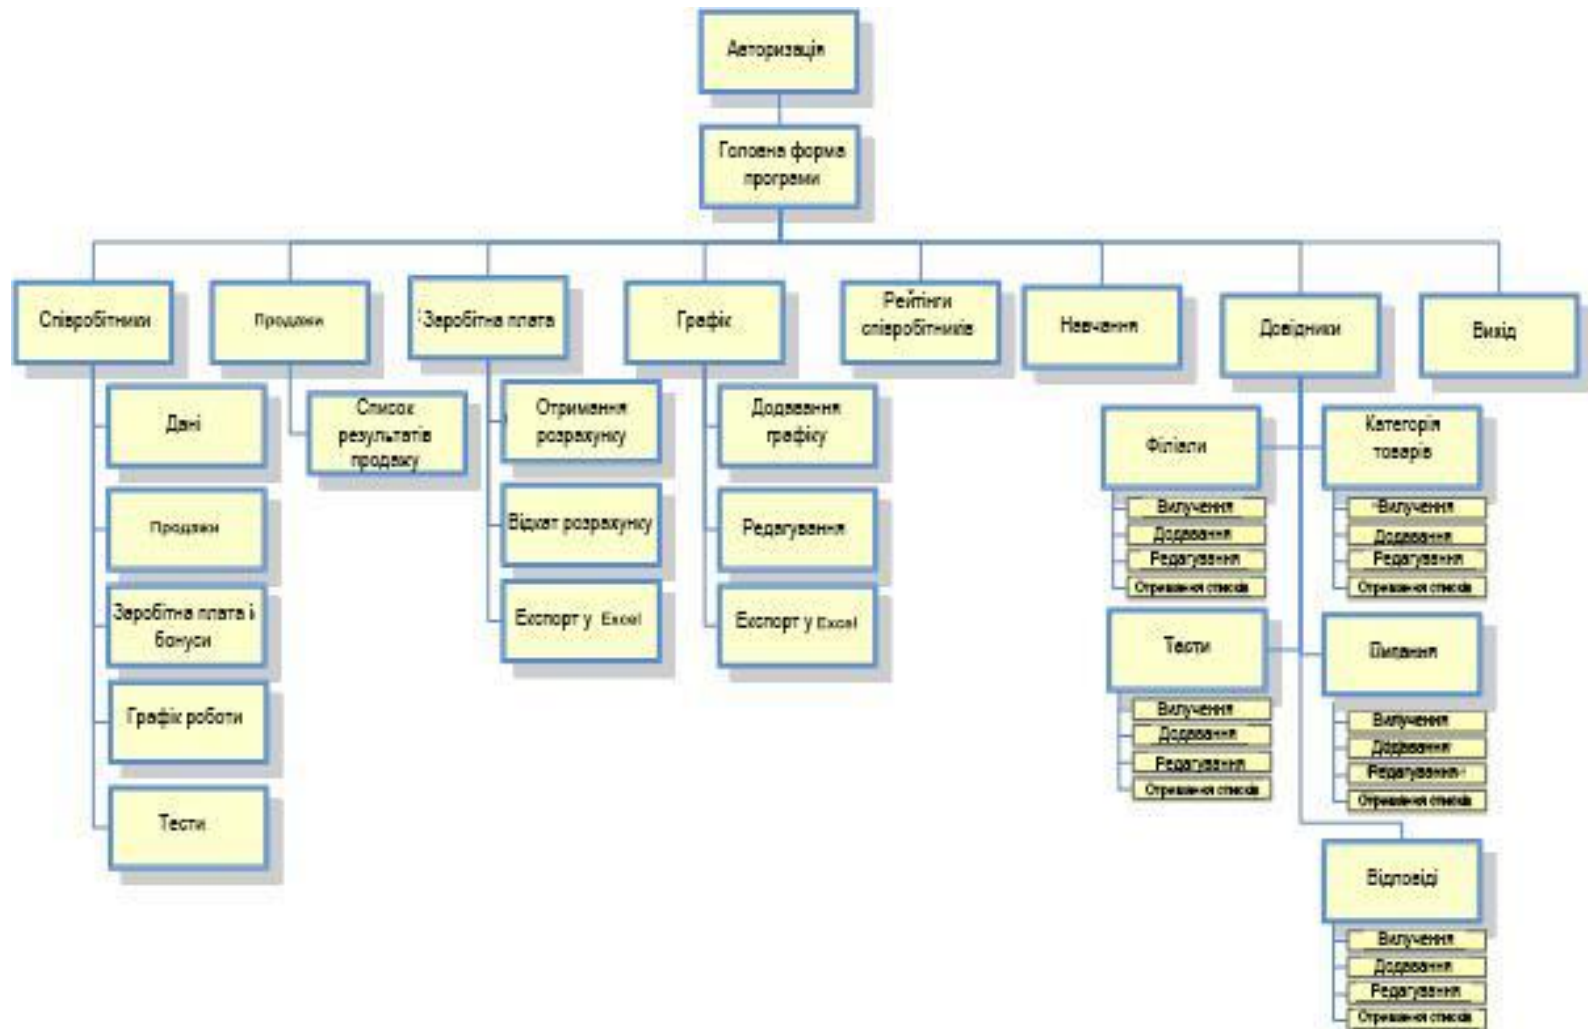 Авторизація
Головна форма
програми
Співробітники
Продажи
Заробітна плата
Графік
Рейтінги
співробітників
Навчання
Довідники
Вихід
Дані
Продажи
Заробітна плата і
бонуси
Графік роботи
Тести
Список
результатів
продажу
Отримання
розрахунку
Відкат розрахунку
Експорт у Excel
Додавання
графіку
Редагування
Експорт у Excel
Філіали
Вилучення
Додавання
Редагування
Отримання списків
Категорія
товарів
Вилучення
Додавання
Редагування
Отримання списків
Тести
Вилучення
Додавання
Редагування
Отримання списків
Питання
Вилучення
Додавання
Редагування
Отримання списків
Відповіді
Вилучення
Додавання
Редагування
Отримання списків